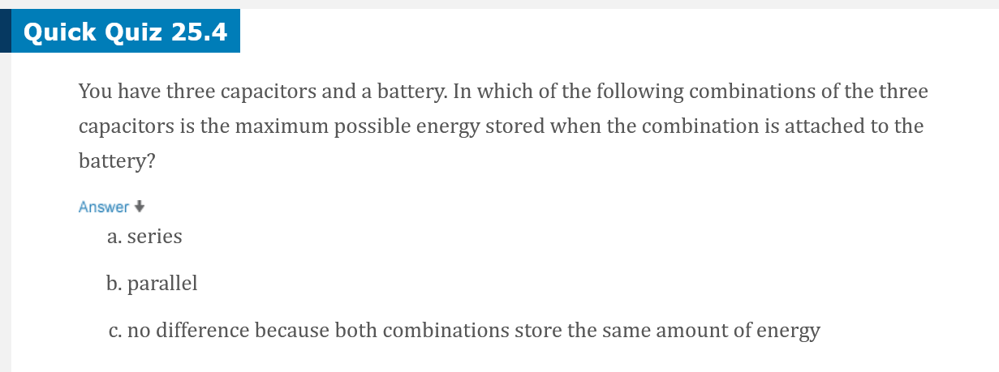 Quick Quiz 25.4
You have three capacitors and a battery. In which of the following combinations of the three
capacitors is the maximum possible energy stored when the combination is attached to the
battery?
Answer
a. series
b. parallel
c. no difference because both combinations store the same amount of energy